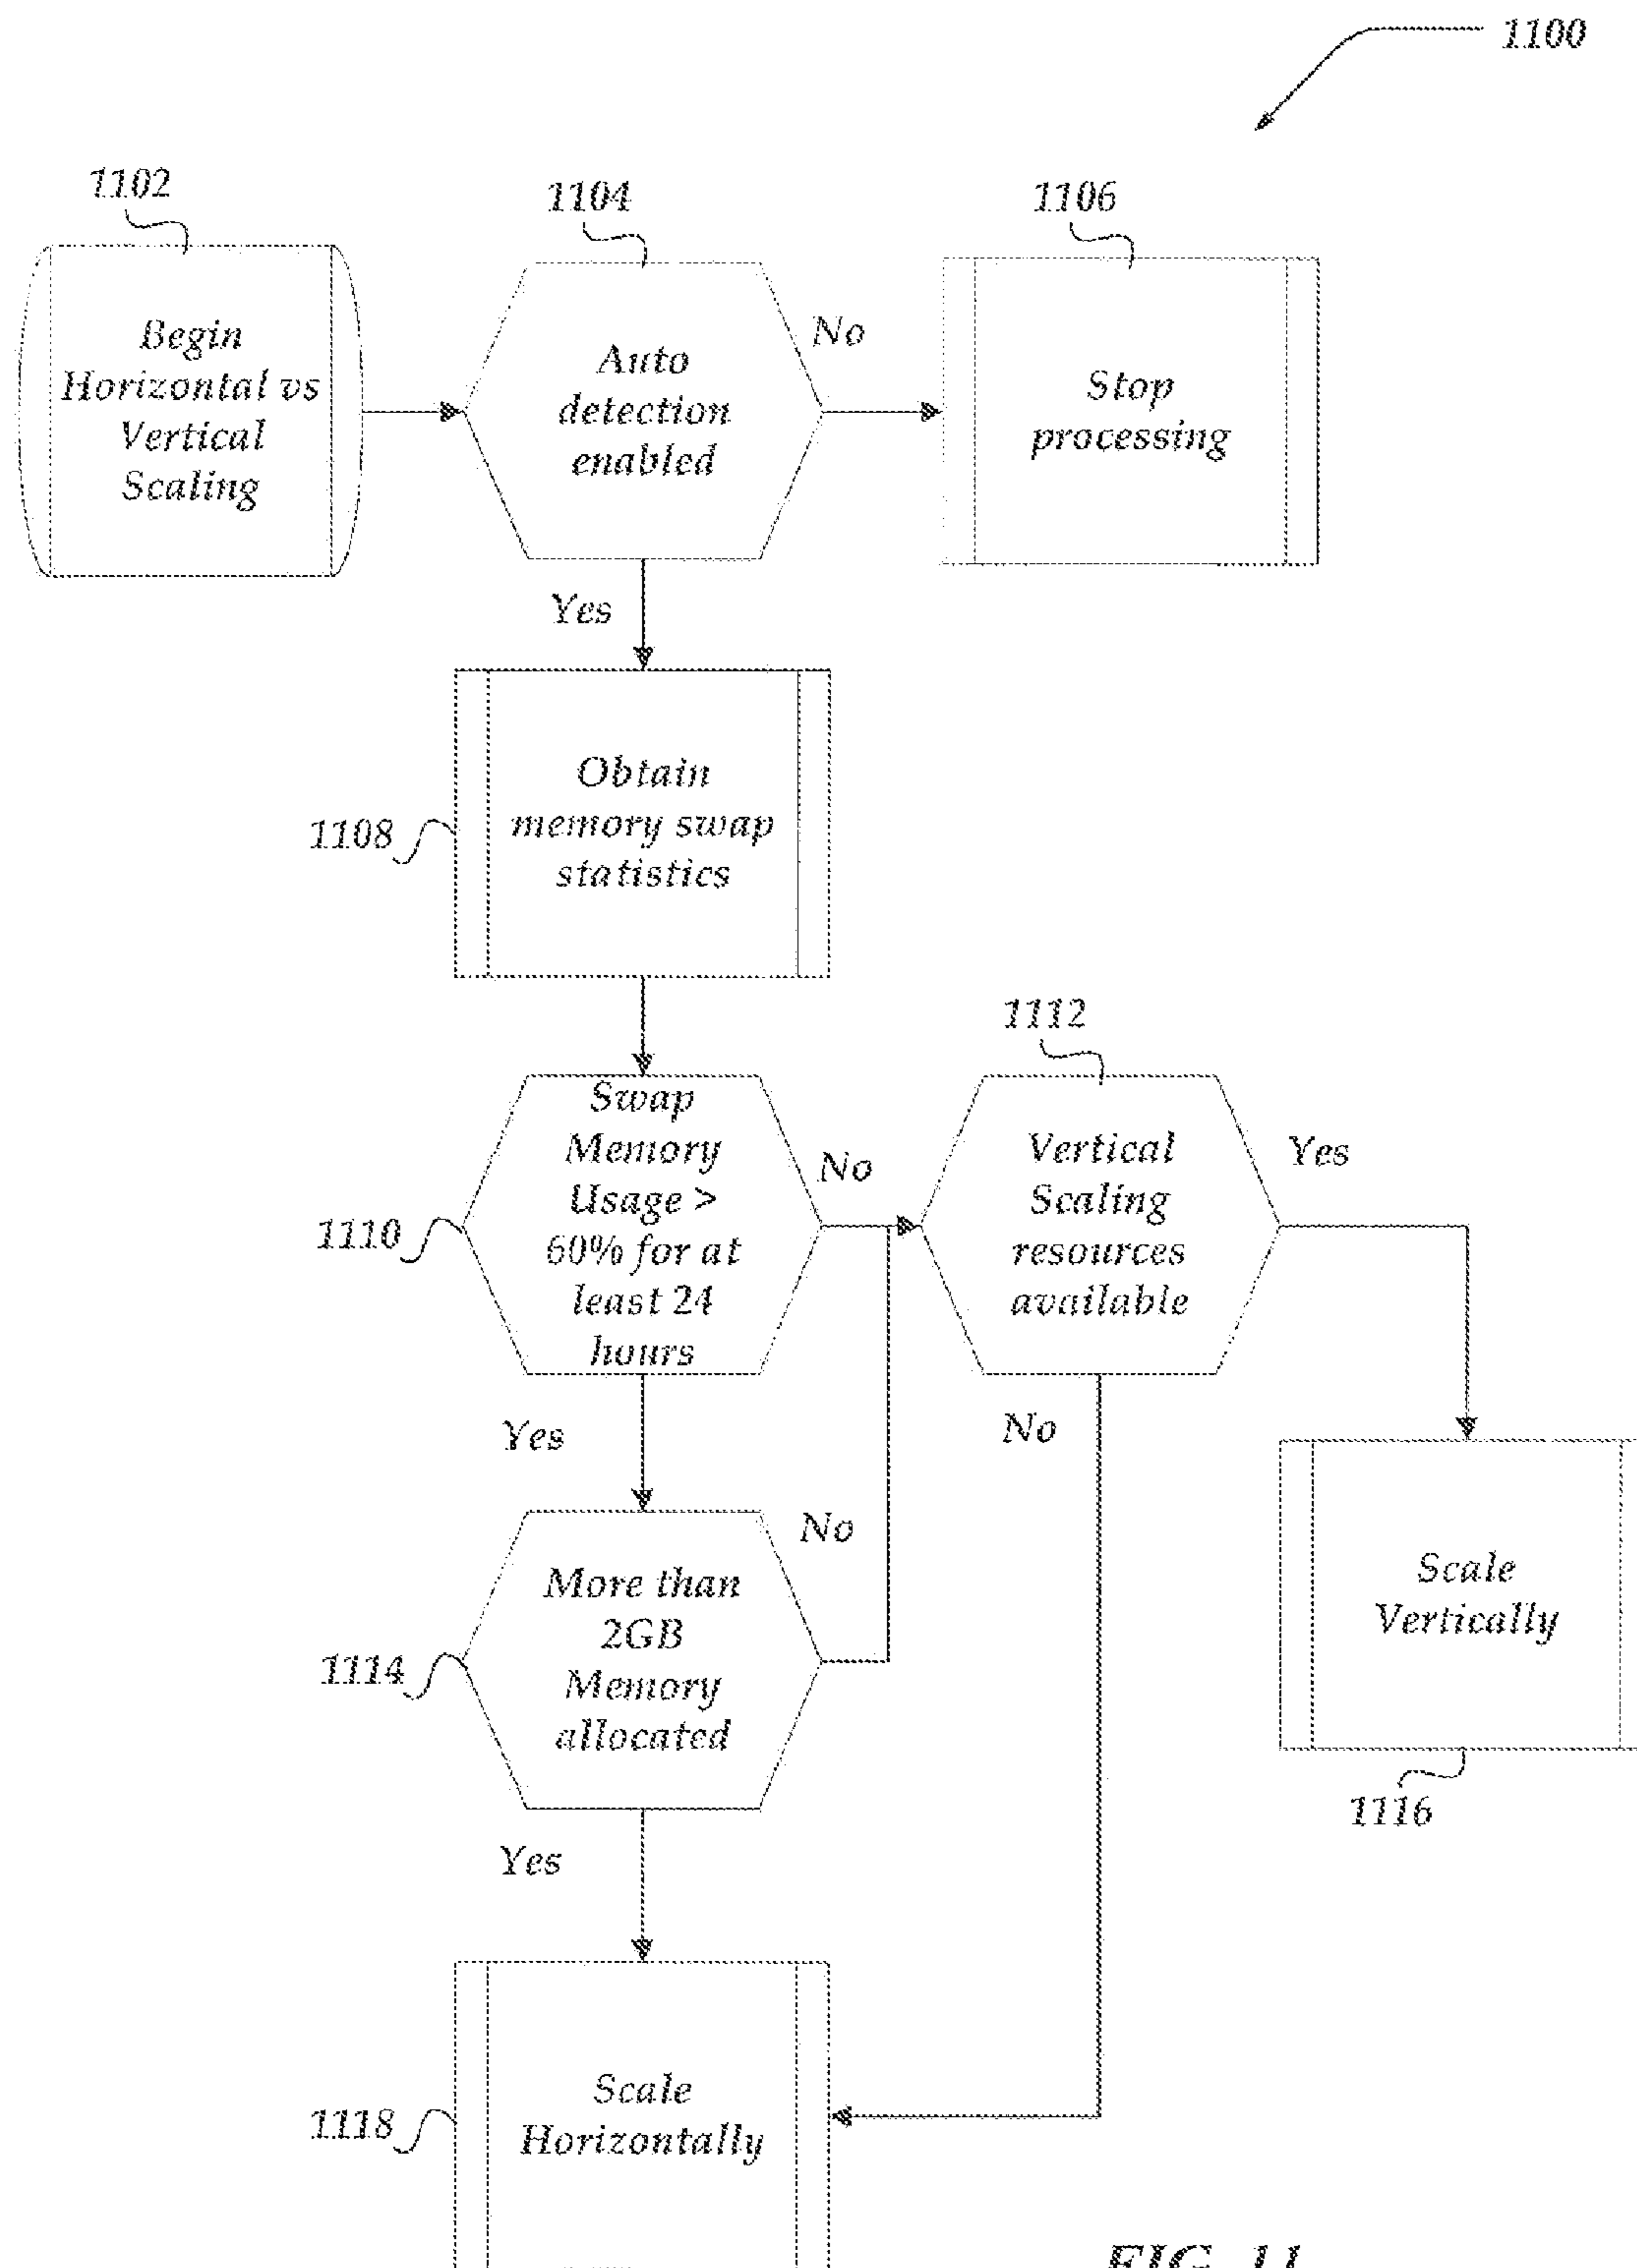 1100
1102
1104
1106
Begin
Horizontal vs
Vertical
Scaling
Auto
detection
enabled
No
Stop
processing
Yes
1108
Obtain
memory swap
statistics
1110
Swap
Memory
Usage >
60% for at
least 24
hours
No
1112
Vertical
Scaling
resources
available
Yes
Yes
No
1114
More than
2GB
Memory
allocated
No
Scale
Vertically
1116
Yes
1118
Scale
Horizontally
FIG. 11